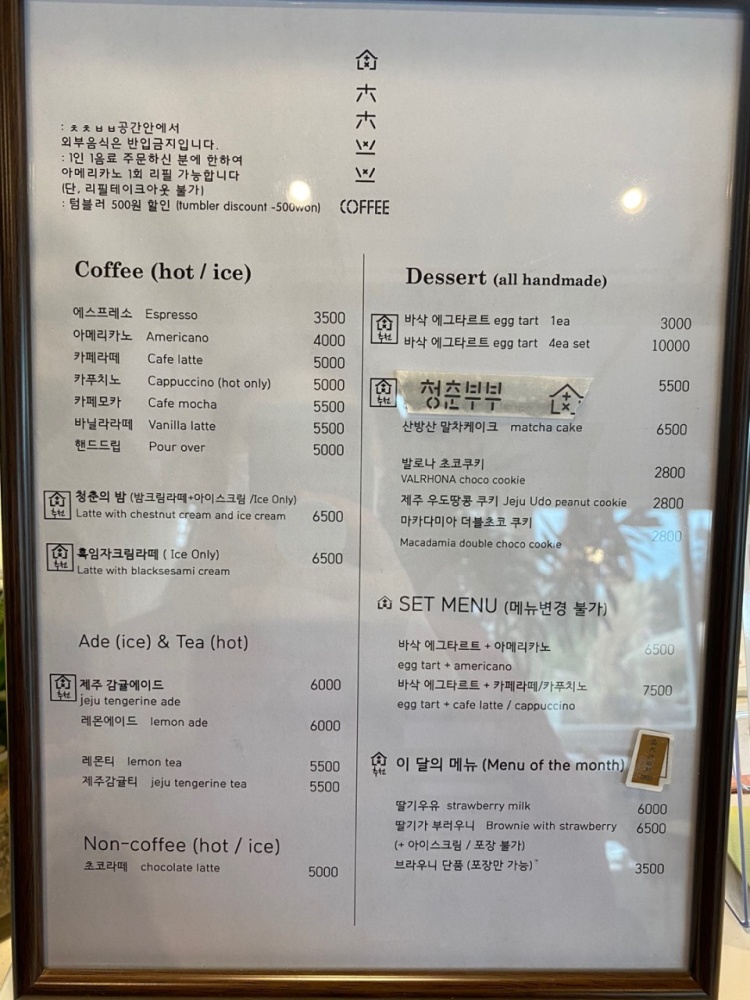 : ㅊㅊㅂㅂ공간안에서
외부음식은 반입금지입니다.
: 1인 1음료 주문하신 분에 한하여
아메리카노 1회 리필 가능합니다
(단, 리필테이크아웃 불가)
: 텀블러 500원 할인 (tumbler discount -500won)
COFFEE
Coffee (hot / ice)
에스프레소 Espresso 3500
아메리카노 Americano 4000
카페라떼 Cafe latte 5000
카푸치노 Cappuccino (hot only) 5000
카페모카 Cafe mocha 5500
바닐라라떼 Vanilla latte 5500
핸드드립 Pour over 5000
추천 청춘의 밤 (밤크림라떼+아이스크림 /Ice Only)
Latte with chestnut cream and ice cream 6500
추천 흑임자크림라떼 ( Ice Only) 6500
Latte with blacksesami cream
Ade (ice) & Tea (hot)
추천 제주 감귤에이드 6000
jeju tengerine ade
레몬에이드 lemon ade 6000
레몬티 lemon tea 5500
제주감귤티 jeju tengerine tea 5500
Non-coffee (hot / ice)
초코라떼 chocolate latte 5000
Dessert (all handmade)
추천 바삭 에그타르트 egg tart 1ea 3000
바삭 에그타르트 egg tart 4ea set 10000
추천 청춘부부 5500
산방산 말차케이크 matcha cake 6500
발로나 초코쿠키 2800
VALRHONA choco cookie
제주 우도땅콩 쿠키 Jeju Udo peanut cookie 2800
마카다미아 더블초코 쿠키 2800
Macadamia double choco cookie
SET MENU (메뉴변경 불가)
바삭 에그타르트 + 아메리카노 6500
egg tart + americano
바삭 에그타르트 + 카페라떼/카푸치노 7500
egg tart + cafe latte / cappuccino
추천 이 달의 메뉴 (Menu of the month)
딸기우유 strawberry milk 6000
딸기가 부러우니 Brownie with strawberry 6500
(+ 아이스크림 / 포장 불가)
브라우니 단품 (포장만 가능)* 3500